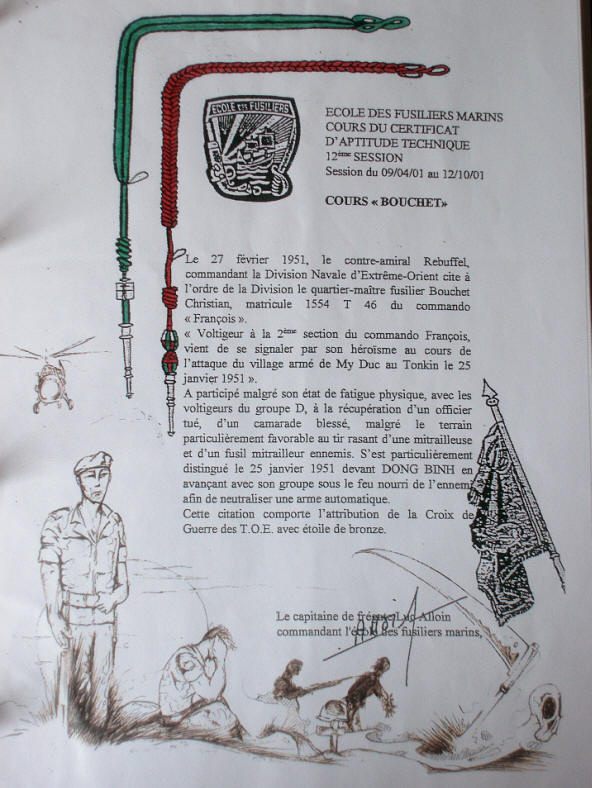 ECOLE DES FUSILIERS
ECOLE DES FUSILIERS MARINS
COURS DU CERTIFICAT
D'APTITUDE TECHNIQUE
12ème SESSION
Session du 09/04/01 au 12/10/01
COURS « BOUCHET»
Le 27 février 1951, le contre-amiral Rebuffel,
commandant la Division Navale d'Extrême-Orient cite à
l'ordre de la Division le quartier-maître fusilier Bouchet
Christian, matricule 1554 T 46 du commando
« François ».
« Voltigeur à la 2ème section du commando François,
vient de se signaler par son héroïsme au cours de
l'attaque du village armé de My Duc au Tonkin le 25
janvier 1951 ».
A participé malgré son état de fatigue physique, avec les
voltigeurs du groupe D, à la récupération d'un officier
tué, d'un camarade blessé, malgré le terrain
particulièrement favorable au tir rasant d'une mitrailleuse
et d'un fusil mitrailleur ennemis. S'est particulièrement
distingué le 25 janvier 1951 devant DONG BINH en
avançant avec son groupe sous le feu nourri de l'ennemi
afin de neutraliser une arme automatique.
Cette citation comporte l'attribution de la Croix de
Guerre des T.O.E. avec étoile de bronze.
Le capitaine de frégate Luc Alloin
commandant l'école des fusiliers marins,